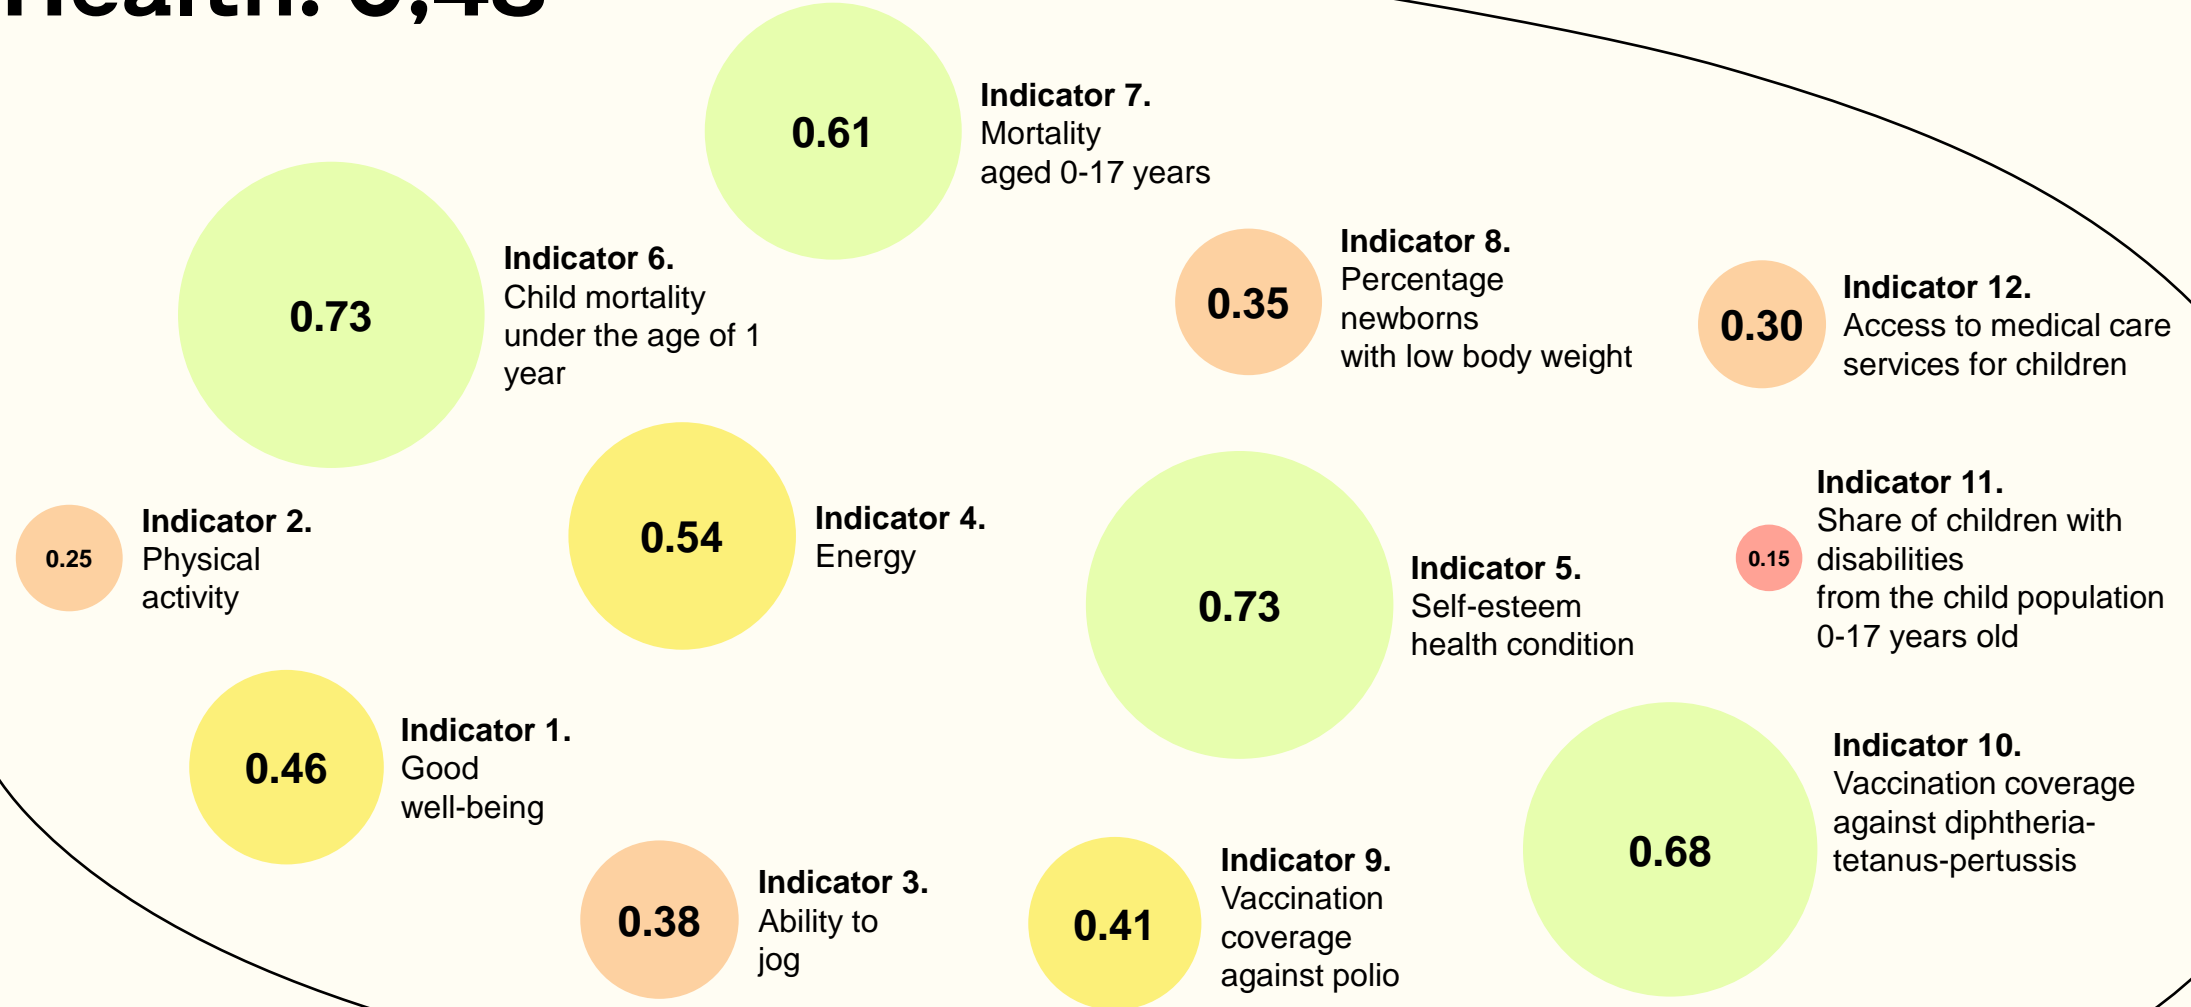 Health: 0,48
0.61
Indicator 7.
Mortality
aged 0-17 years
0.73
Indicator 6.
Child mortality
under the age of 1
year
0.35
Indicator 8.
Percentage
newborns
with low body weight
0.30
Indicator 12.
Access to medical care
services for children
0.25
Indicator 2.
Physical
activity
0.54
Indicator 4.
Energy
0.73
Indicator 5.
Self-esteem
health condition
0.15
Indicator 11.
Share of children with
disabilities
from the child population
0-17 years old
0.46
Indicator 1.
Good
well-being
0.38
Indicator 3.
Ability to
jog
0.41
Indicator 9.
Vaccination
coverage
against polio
0.68
Indicator 10.
Vaccination coverage
against diphtheria-
tetanus-pertussis